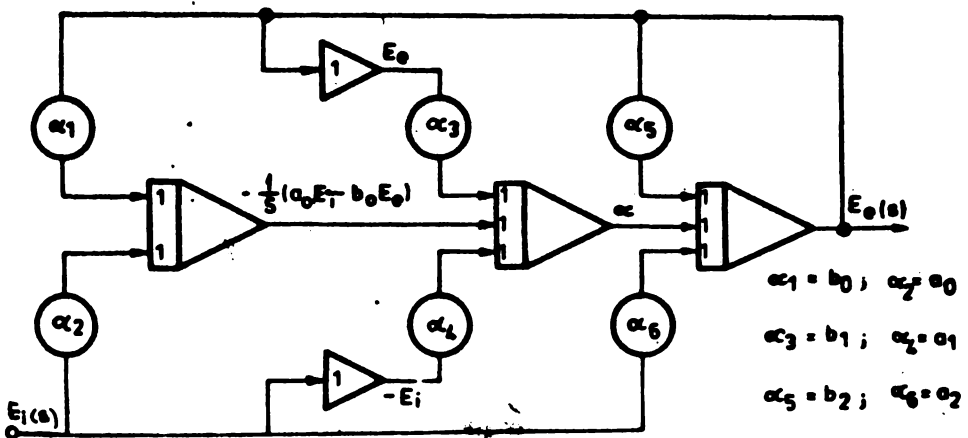 1
E₀
α1
α3
α5
1
1
- 1/s (a₀Eᵢ - b₀E₀)
1
1
1
α
1
1
1
E₀(s)
α2
α4
α6
1
-Eᵢ
Eᵢ(s)
α1 = b₀ ; α2 = a₀
α3 = b1 ; α4 = a1
α5 = b2 ; α6 = a2